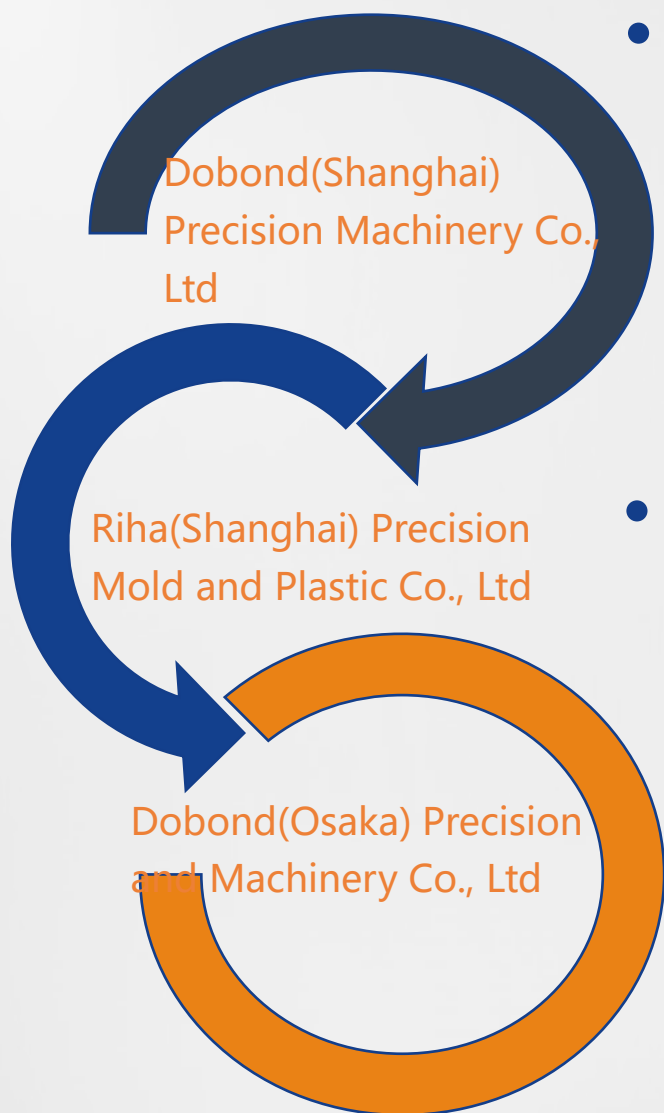 Dobond(Shanghai)
Precision Machinery Co.,
Ltd
Riha(Shanghai) Precision
Mold and Plastic Co., Ltd
Dobond(Osaka) Precision
and Machinery Co., Ltd